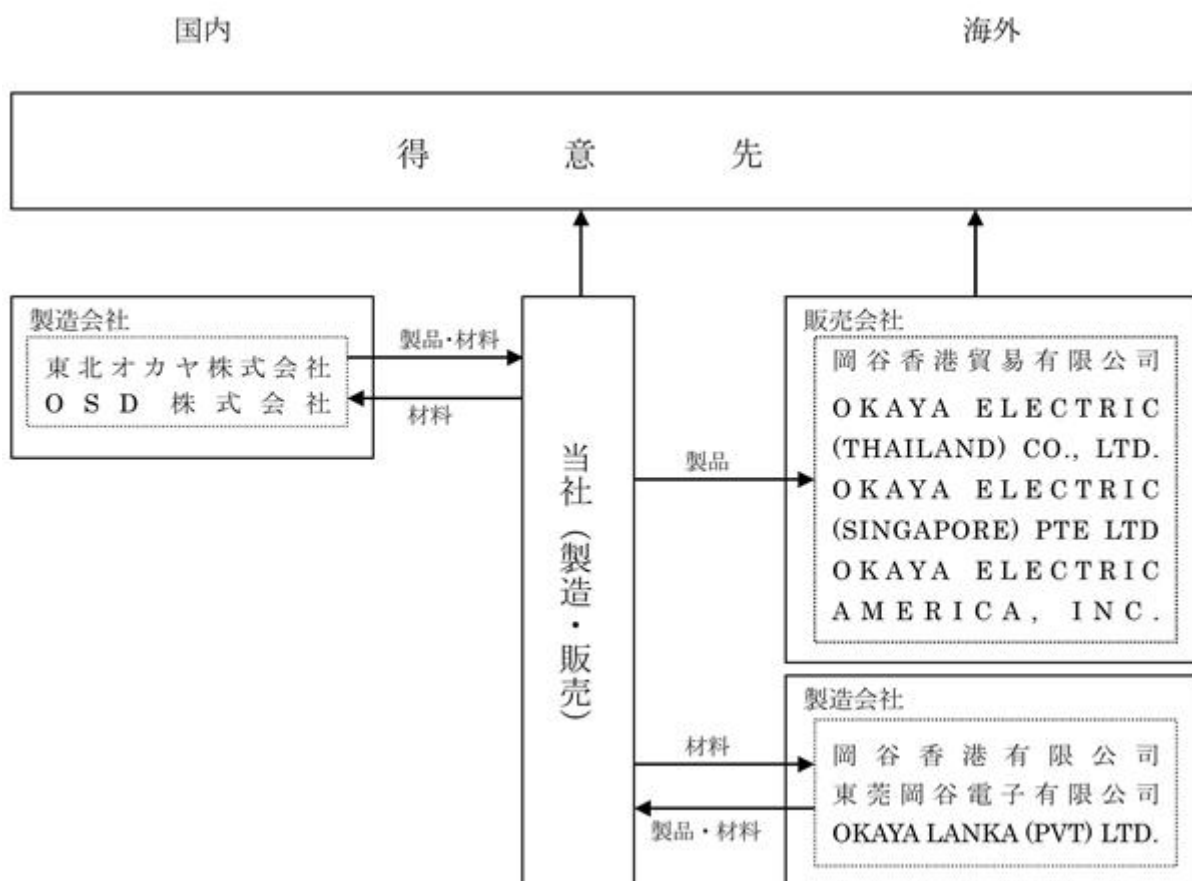 国内
海外
得意先
製造会社
東北オカヤ株式会社
OSD株式会社
製品・材料
材料
当社（製造・販売）
製品
販売会社
岡谷香港貿易有限公司
OKAYA ELECTRIC
(THAILAND) CO., LTD.
OKAYA ELECTRIC
(SINGAPORE) PTE LTD
OKAYA ELECTRIC
AMERICA, INC.
材料
製品・材料
製造会社
岡谷香港有限公司
東莞岡谷電子有限公司
OKAYA LANKA (PVT) LTD.